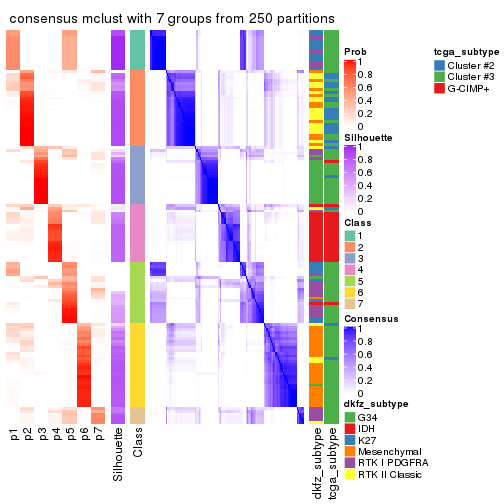 consensus mclust with 7 groups from 250 partitions
Prob
1
0.8
0.6
0.4
0.2
0
Silhouette
1
0.8
0.6
0.4
0.2
0
Class
1
2
3
4
5
6
7
Consensus
1
0.8
0.6
0.4
0.2
0
dkfz_subtype
G34
IDH
K27
Mesenchymal
RTK I PDGFRA
RTK II Classic
tcga_subtype
Cluster #2
Cluster #3
G-CIMP+
p1
p2
p3
p4
p5
p6
p7
Silhouette
Class
dkfz_subtype
tcga_subtype